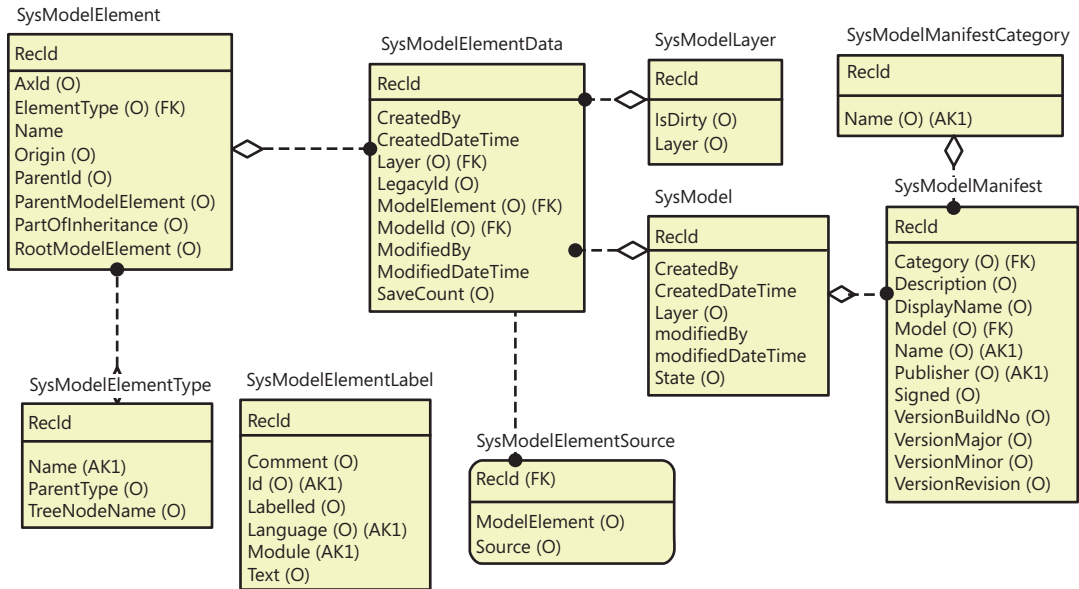 SysModelElement
RecId
AxId (O)
ElementType (O) (FK)
Name
Origin (O)
ParentId (O)
ParentModelElement (O)
PartOfInheritance (O)
RootModelElement (O)
SysModelElementData
RecId
CreatedBy
CreatedDateTime
Layer (O) (FK)
LegacyId (O)
ModelElement (O) (FK)
ModelId (O) (FK)
ModifiedBy
ModifiedDateTime
SaveCount (O)
SysModelLayer
RecId
IsDirty (O)
Layer (O)
SysModelManifestCategory
RecId
Name (O) (AK1)
SysModel
RecId
CreatedBy
CreatedDateTime
Layer (O)
modifiedBy
modifiedDateTime
State (O)
SysModelManifest
RecId
Category (O) (FK)
Description (O)
DisplayName (O)
Model (O) (FK)
Name (O) (AK1)
Publisher (O) (AK1)
Signed (O)
VersionBuildNo (O)
VersionMajor (O)
VersionMinor (O)
VersionRevision (O)
SysModelElementType
RecId
Name (AK1)
ParentType (O)
TreeNodeName (O)
SysModelElementLabel
RecId
Comment (O)
Id (O) (AK1)
Labelled (O)
Language (O) (AK1)
Module (AK1)
Text (O)
SysModelElementSource
RecId (FK)
ModelElement (O)
Source (O)